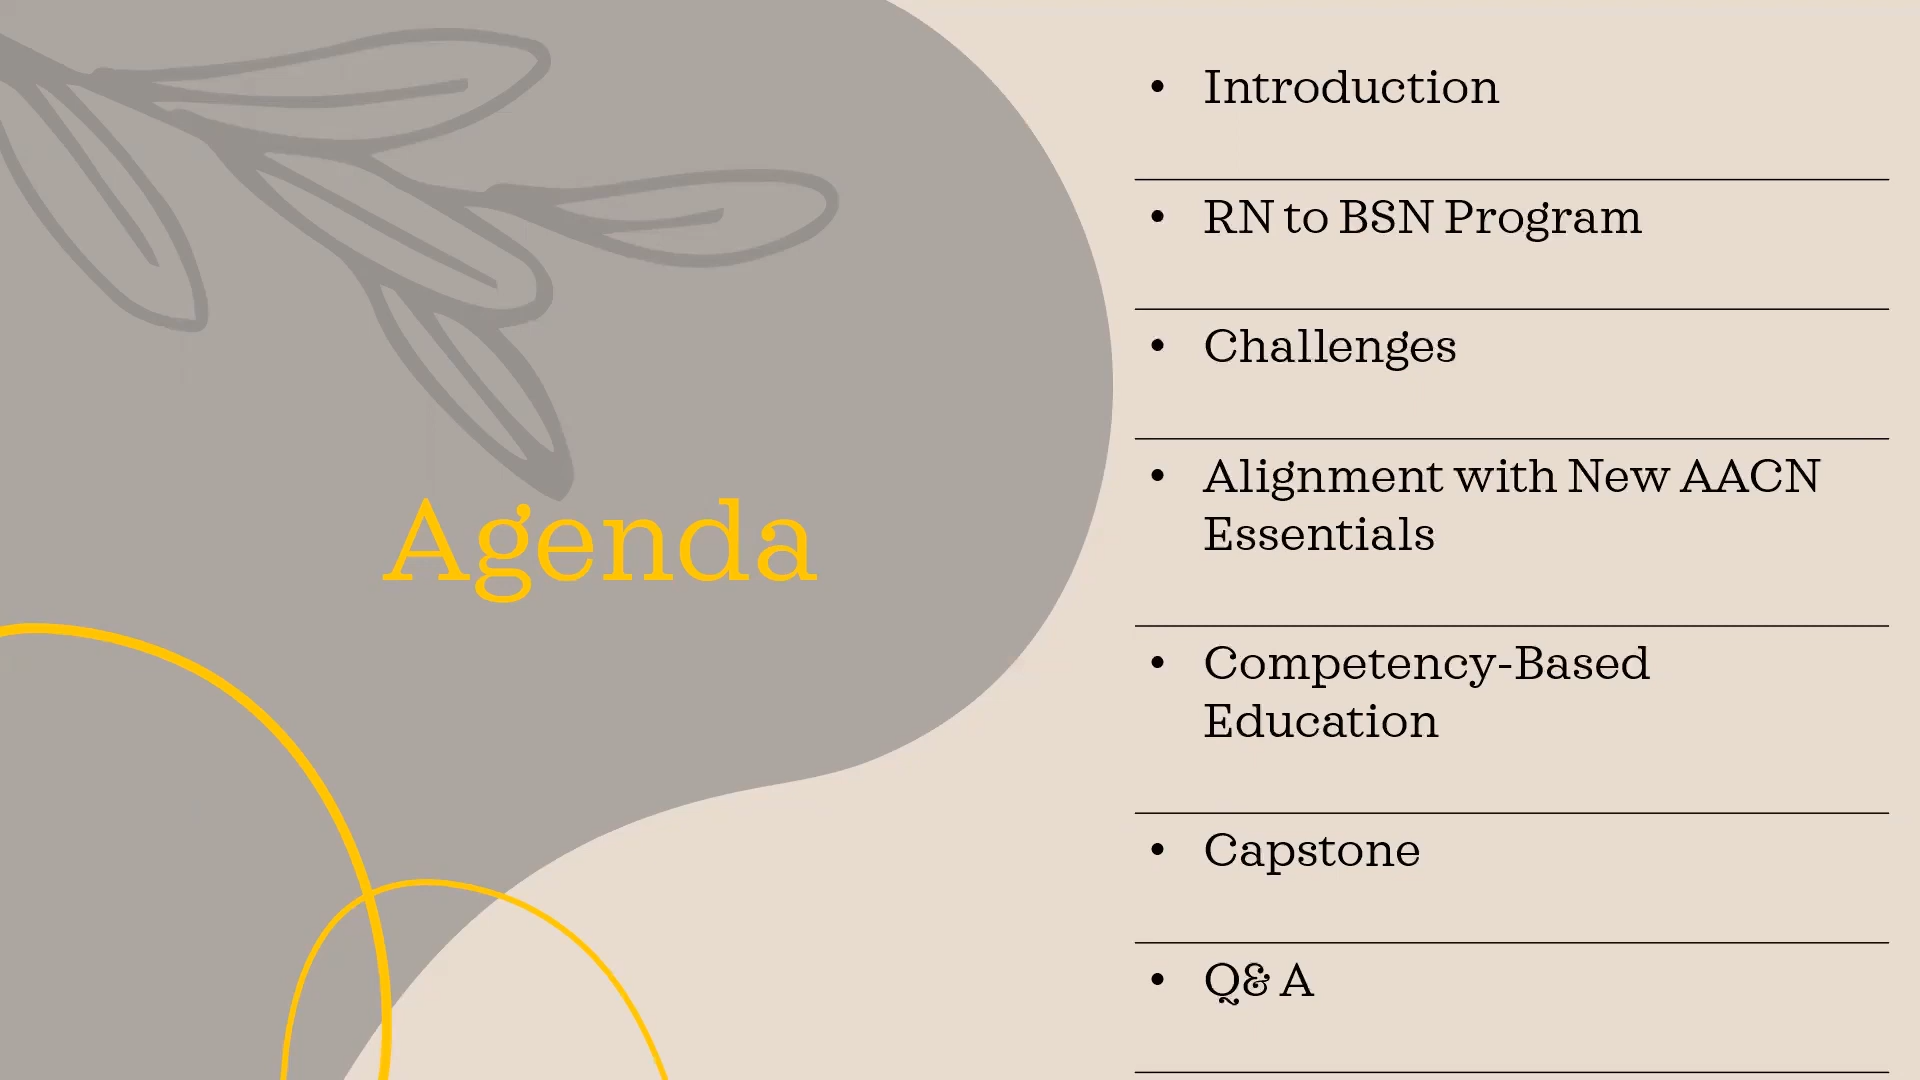 Agenda
• Introduction
• RN to BSN Program
• Challenges
• Alignment with New AACN
Essentials
• Competency-Based
Education
• Capstone
• Q& A